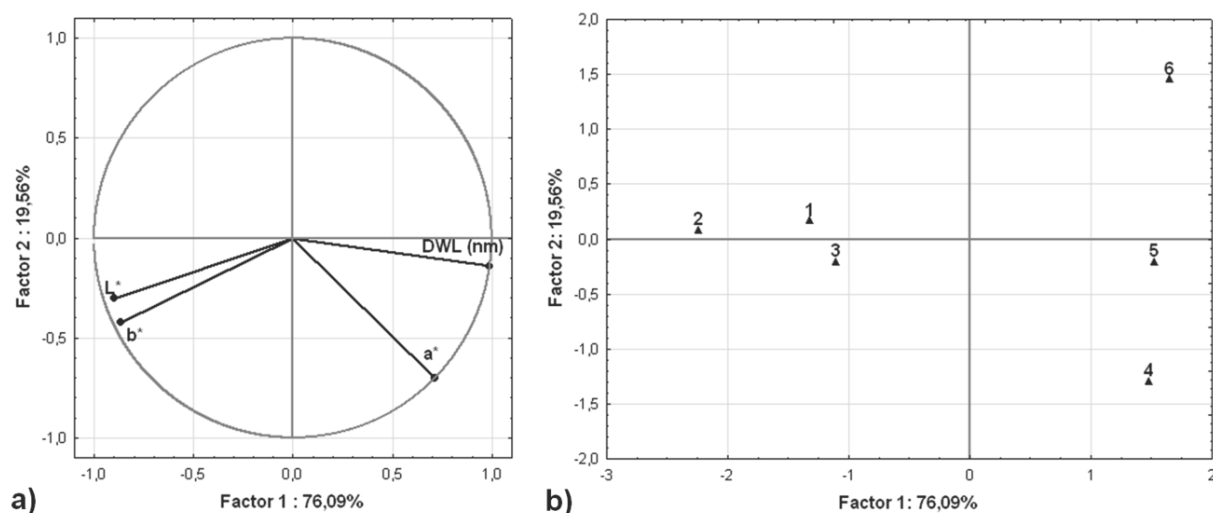 1,0
0,5
0,0
-0,5
-1,0
Factor 2 : 19,56%
DWL (nm)
L*
b*
a*
-1,0 -0,5 0,0 0,5 1,0
Factor 1 : 76,09%
a)
2,0
1,5
1,0
0,5
0,0
-0,5
-1,0
-1,5
-2,0
Factor 2: 19,56%
6
1
2
3
5
4
-3 -2 -1 0 1 2
Factor 1: 76,09%
b)